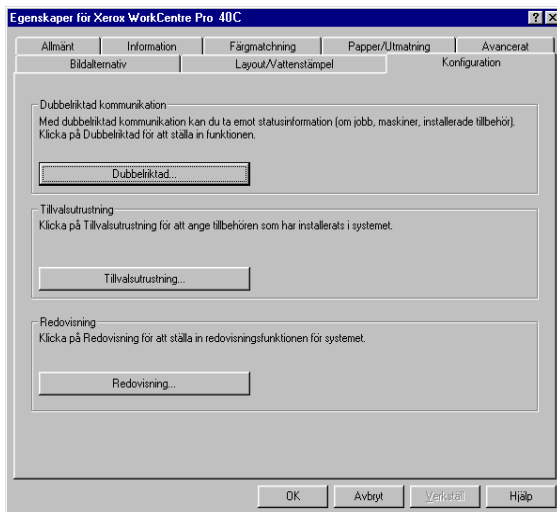 Egenskaper för Xerox WorkCentre Pro 40C
Allmänt Information Färgmatchning Papper/Utmatning Avancerat
Bildalternativ Layout/Vattenstämpel Konfiguration
Dubbelriktad kommunikation
Med dubbelriktad kommunikation kan du ta emot statusinformation (om jobb, maskiner, installerade tillbehör).
Klicka på Dubbelriktad för att ställa in funktionen.
Dubbelriktad...
Tillvalsutrustning
Klicka på Tillvalsutrustning för att ange tillbehören som har installerats i systemet.
Tillvalsutrustning...
Redovisning
Klicka på Redovisning för att ställa in redovisningsfunktionen för systemet.
Redovisning...
OK Avbryt Verkställ Hjälp